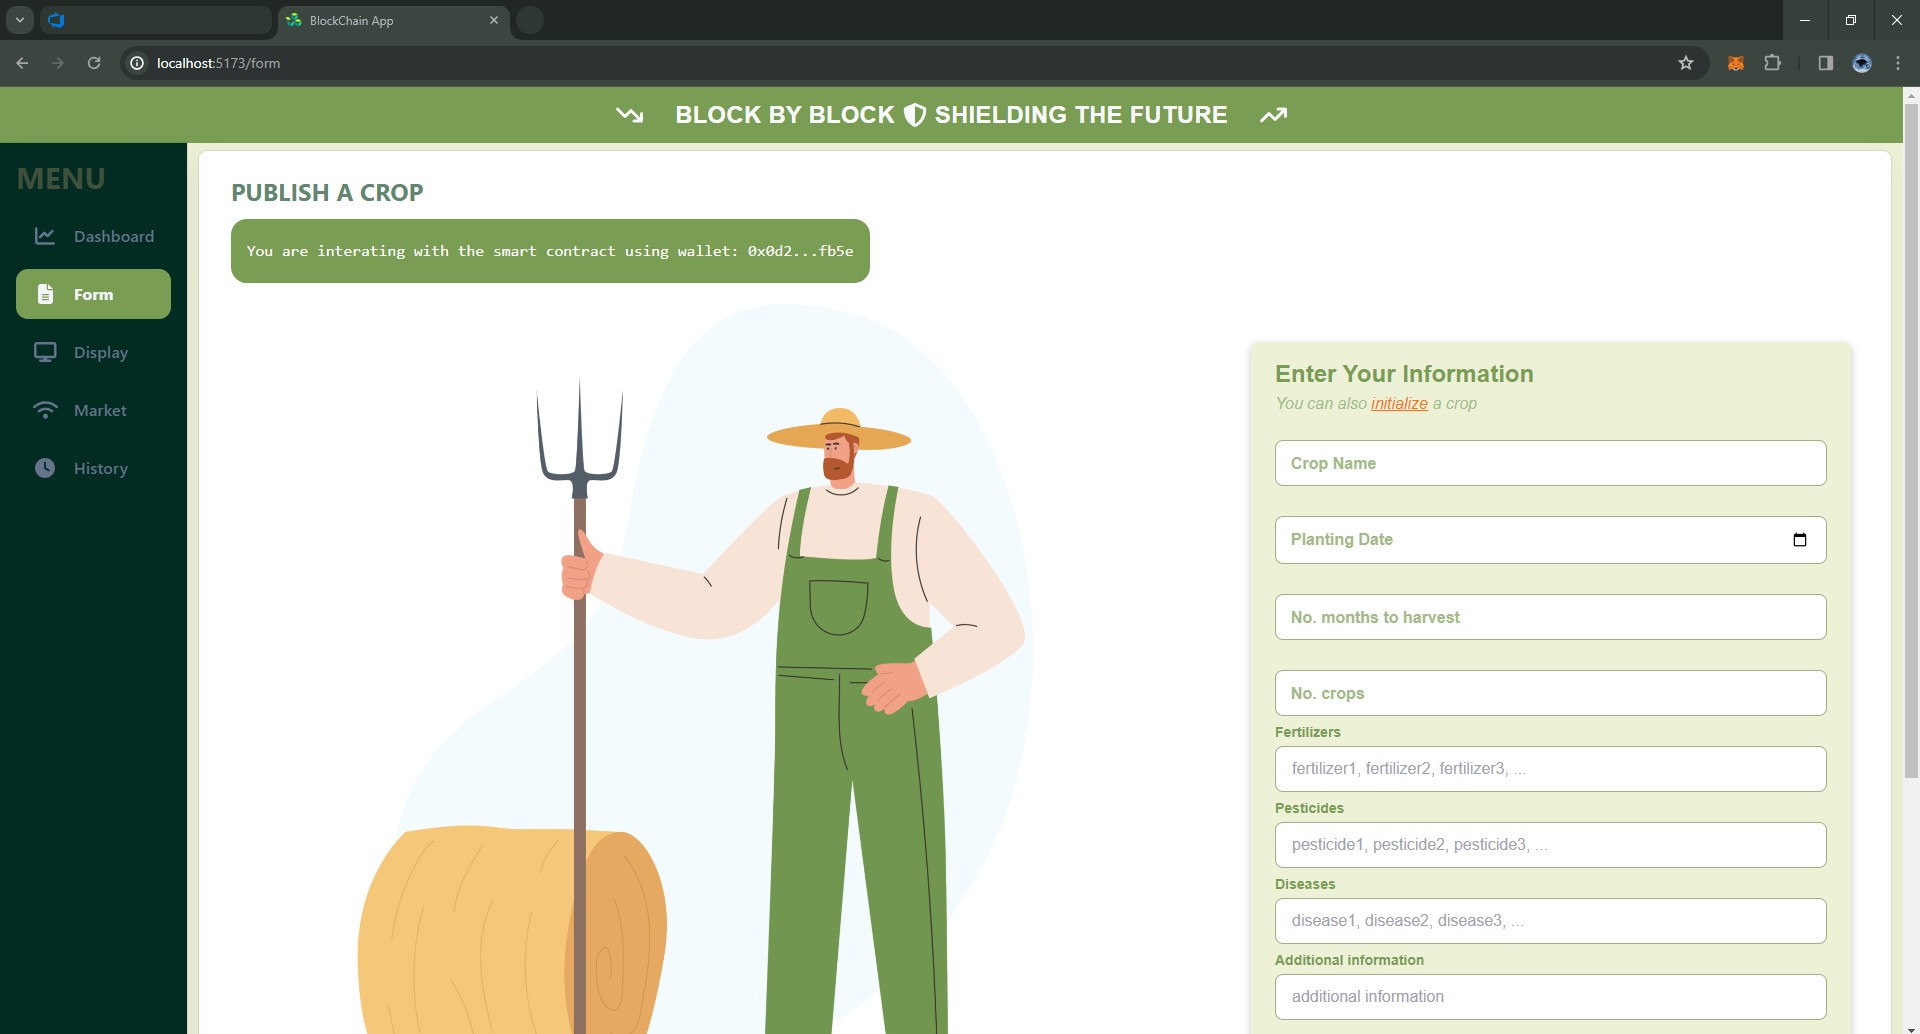 BlockChain App
localhost:5173/form
BLOCK BY BLOCK SHIELDING THE FUTURE
MENU
Dashboard
Form
Display
Market
History
PUBLISH A CROP
You are interating with the smart contract using wallet: 0x0d2...fb5e
Enter Your Information
You can also initialize a crop
Crop Name
Planting Date
No. months to harvest
No. crops
Fertilizers
fertilizer1, fertilizer2, fertilizer3, ...
Pesticides
pesticide1, pesticide2, pesticide3, ...
Diseases
disease1, disease2, disease3, ...
Additional information
additional information